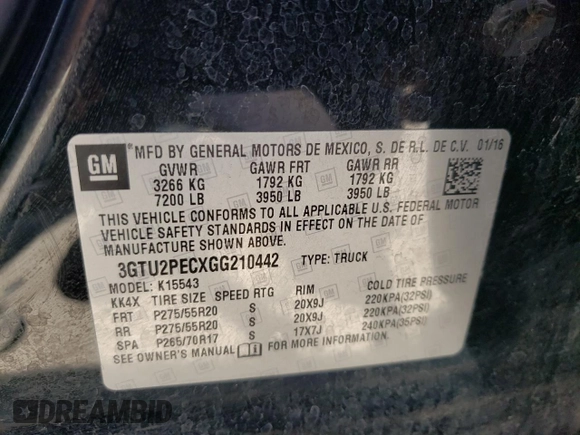 GM ® MFD BY GENERAL MOTORS DE MEXICO, S. DE R.L. DE C.V. 01/16
GVWR GAWR FRT GAWR RR
3266 KG 1792 KG 1792 KG
7200 LB 3950 LB 3950 LB
THIS VEHICLE CONFORMS TO ALL APPLICABLE U.S. FEDERAL MOTOR
VEHICLE SAFETY STANDARDS IN EFFECT ON THE DATE OF
MANUFACTURE SHOWN ABOVE.
3GTU2PECXGG210442 TYPE: TRUCK
MODEL: K15543
KK4X TIRE SIZE SPEED RTG RIM COLD TIRE PRESSURE
FRT P275/55R20 S 20X9J 220KPA(32PSI)
RR P275/55R20 S 20X9J 220KPA(32PSI)
SPA P265/70R17 S 17X7J 240KPA(35PSI)
SEE OWNER'S MANUAL
DREAMBID